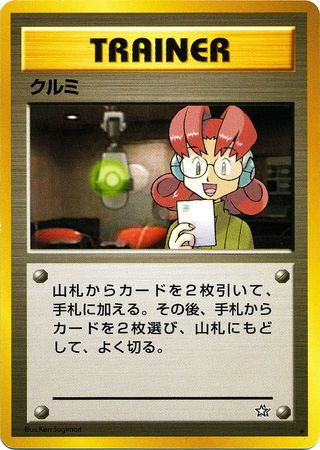 TRAINER
クルミ
山札からカードを2枚引いて、
手札に加える。その後、手札から
カードを2枚選び、山札にもど
して、よく切る。
Illus.Ken Sugimori